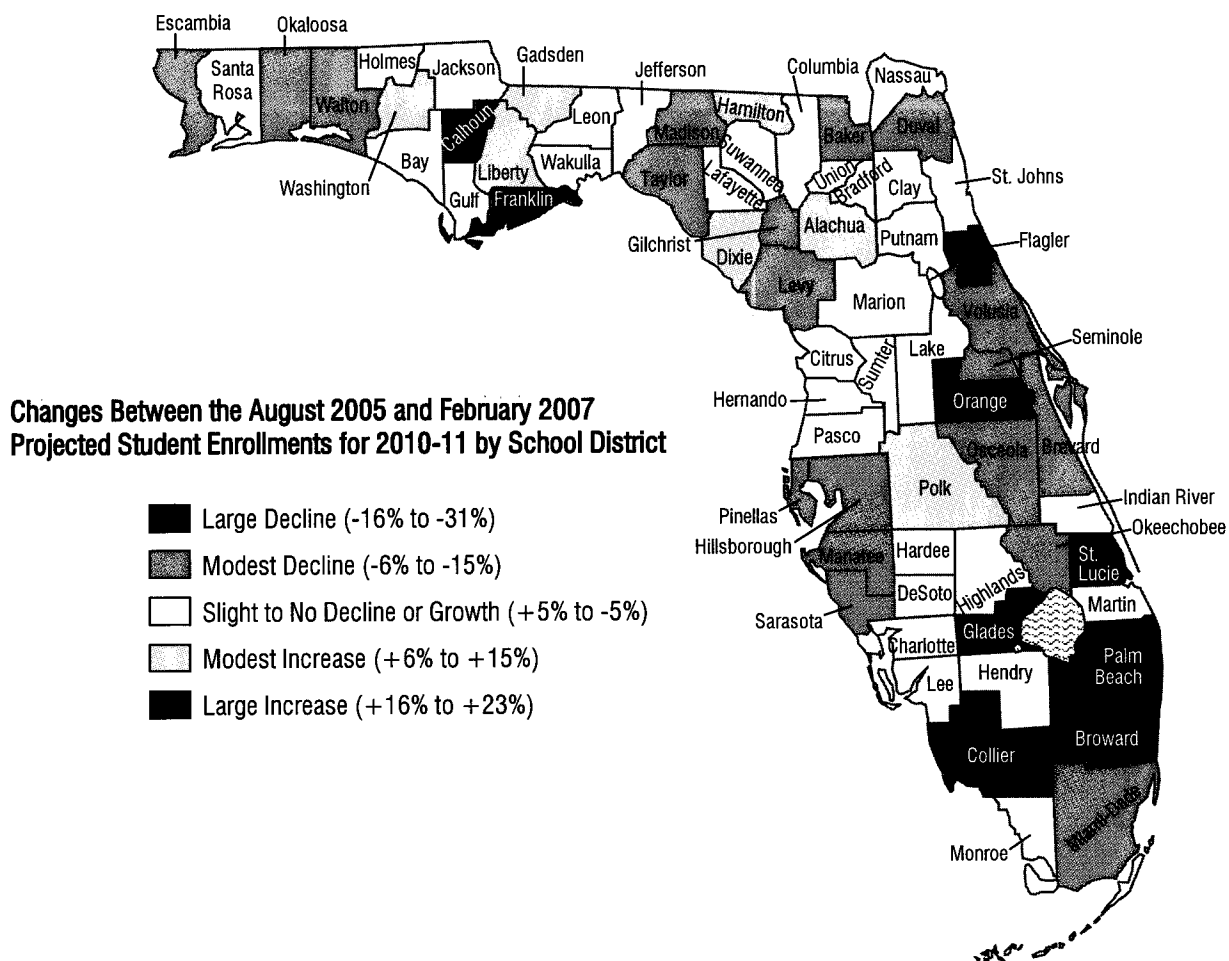 Escambia
Okaloosa
Santa
Rosa
Walton
Holmes
Jackson
Washington
Bay
Calhoun
Gulf
Liberty
Franklin
Gadsden
Leon
Wakulla
Jefferson
Madison
Taylor
Hamilton
Suwannee
Lafayette
Columbia
Baker
Nassau
Duval
Union
Bradford
Clay
St. Johns
Gilchrist
Dixie
Alachua
Putnam
Flagler
Levy
Marion
Volusia
Citrus
Sumter
Lake
Seminole
Hernando
Orange
Pasco
Changes Between the August 2005 and February 2007
Projected Student Enrollments for 2010-11 by School District
Large Decline (-16% to -31%)
Modest Decline (-6% to -15%)
Slight to No Decline or Growth (+5% to -5%)
Modest Increase (+6% to +15%)
Large Increase (+16% to +23%)
Osceola
Brevard
Polk
Pinellas
Hillsborough
Indian River
Okeechobee
Manatee
Hardee
DeSoto
Highlands
St.
Lucie
Sarasota
Martin
Charlotte
Glades
Lee
Hendry
Palm
Beach
Collier
Broward
Miami-Dade
Monroe